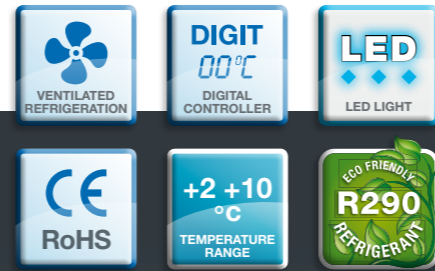 VENTILATED
REFRIGERATION
DIGIT
00°C
DIGITAL
CONTROLLER
LED
LED LIGHT
CE
RoHS
+2 +10
°C
TEMPERATURE
RANGE
ECO FRIENDLY
R290
REFRIGERANT